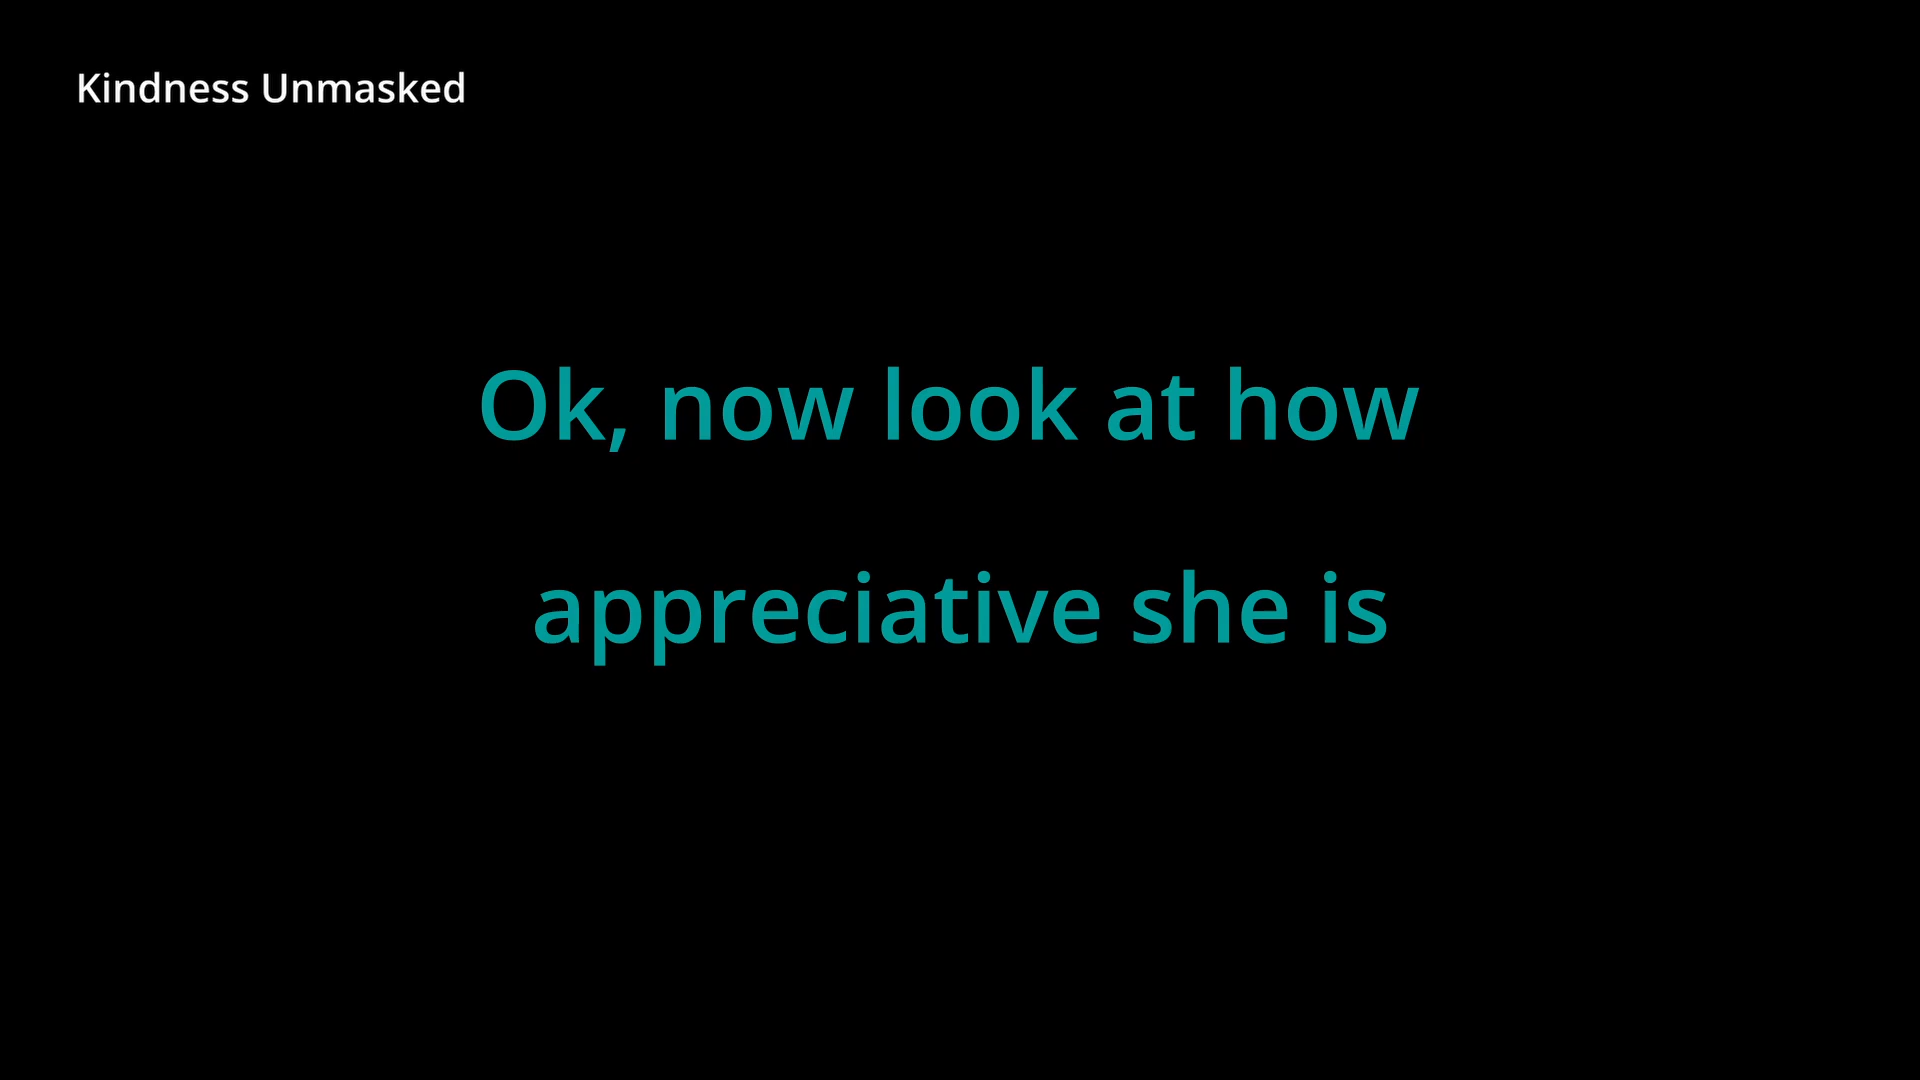 Kindness Unmasked
Ok, now look at how
appreciative she is